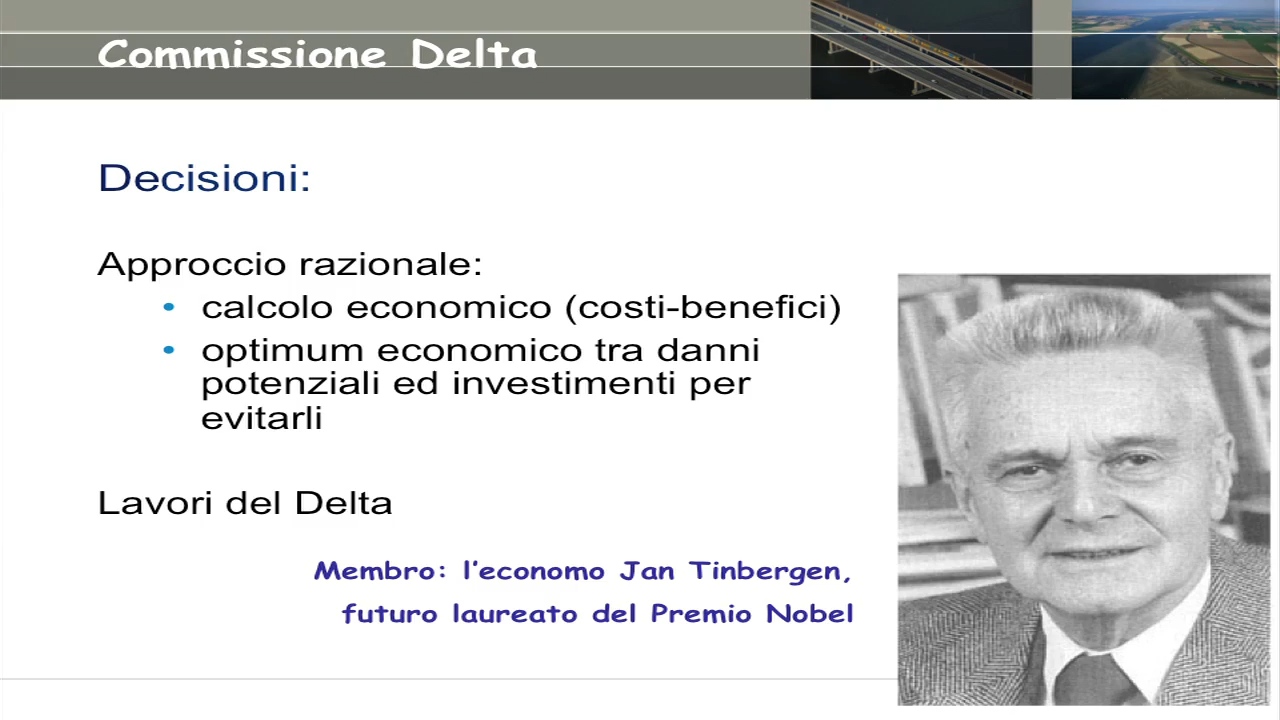 Commissione Delta
Decisioni:
Approccio razionale:
• calcolo economico (costi-benefici)
• optimum economico tra danni
potenziali ed investimenti per
evitarli
Lavori del Delta
Membro: l'economo Jan Tinbergen,
futuro laureato del Premio Nobel